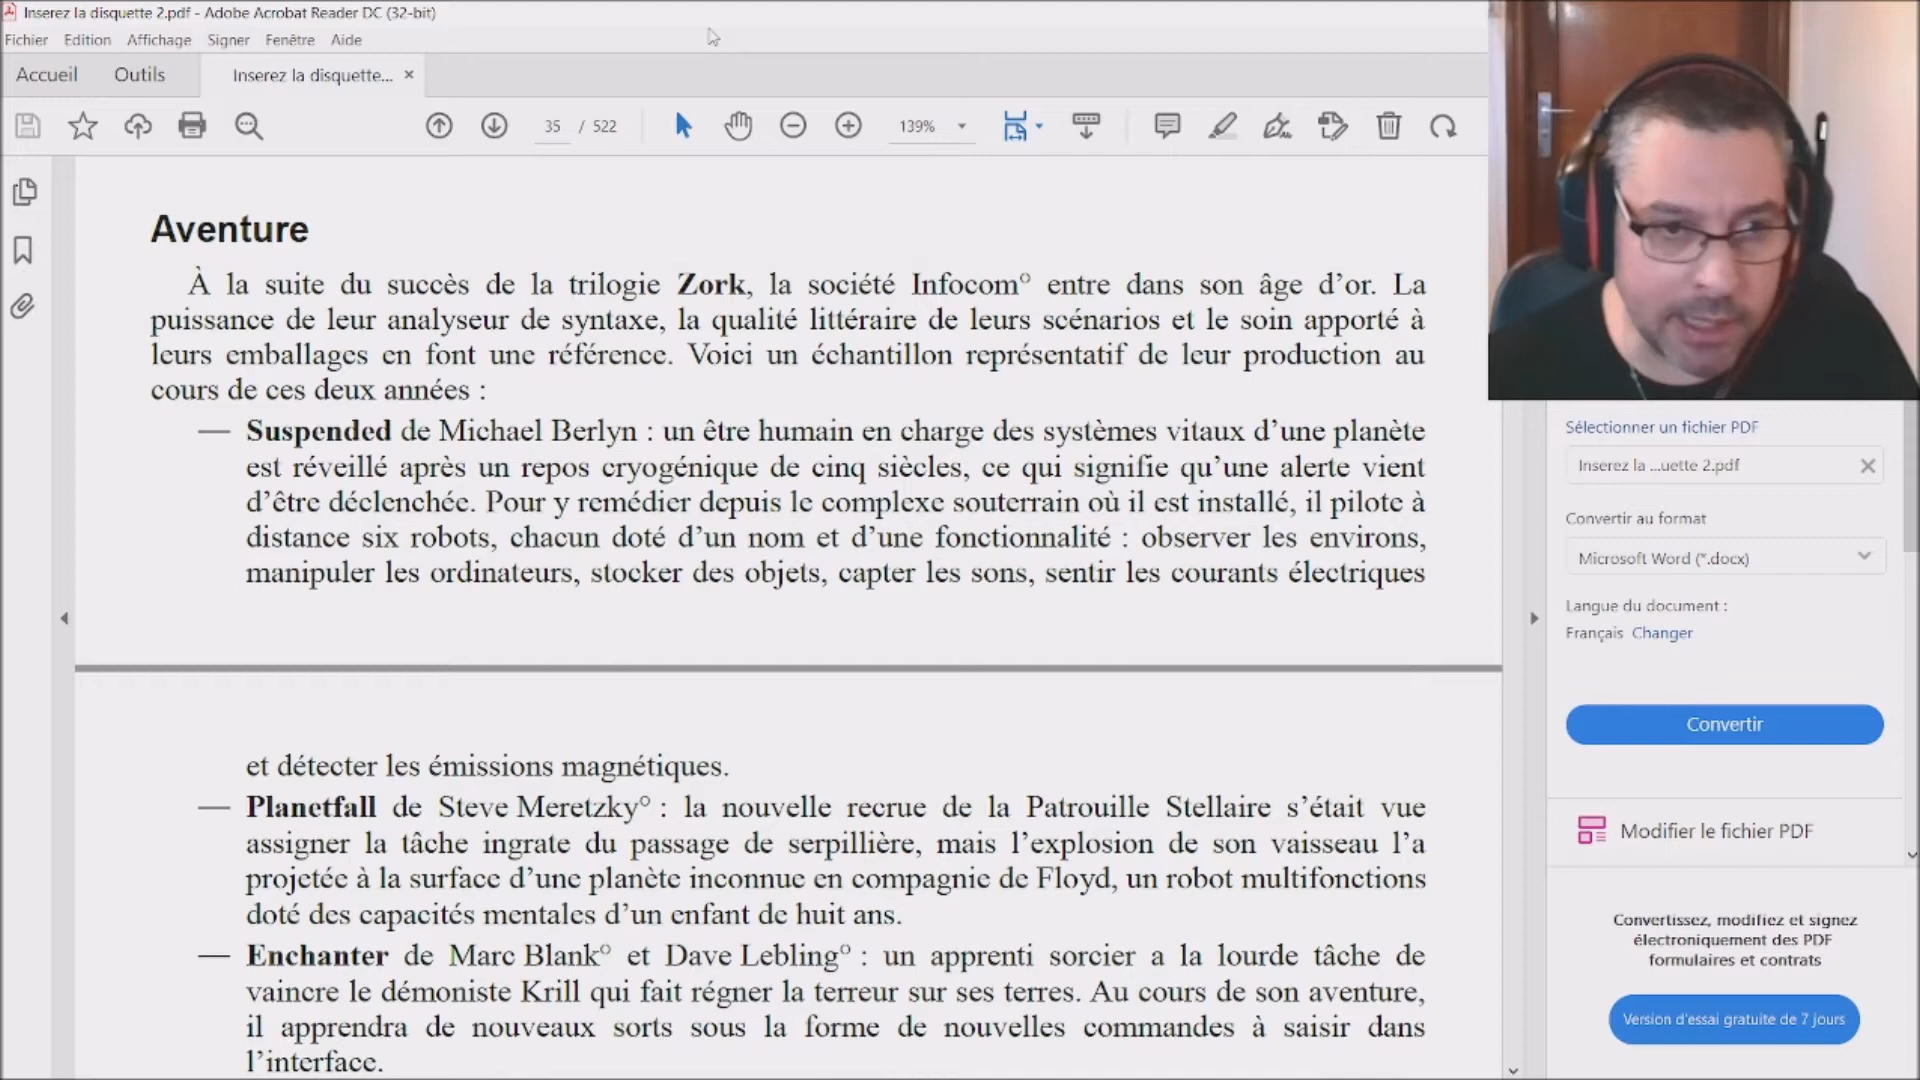 Inserez la disquette 2.pdf - Adobe Acrobat Reader DC (32-bit)
Fichier Edition Affichage Signer Fenêtre Aide
Accueil Outils Inserez la disquette... ×
35 / 522 139%
Aventure
À la suite du succès de la trilogie Zork, la société Infocom° entre dans son âge d’or. La
puissance de leur analyseur de syntaxe, la qualité littéraire de leurs scénarios et le soin apporté à
leurs emballages en font une référence. Voici un échantillon représentatif de leur production au
cours de ces deux années :
— Suspended de Michael Berlyn : un être humain en charge des systèmes vitaux d’une planète
est réveillé après un repos cryogénique de cinq siècles, ce qui signifie qu’une alerte vient
d’être déclenchée. Pour y remédier depuis le complexe souterrain où il est installé, il pilote à
distance six robots, chacun doté d’un nom et d’une fonctionnalité : observer les environs,
manipuler les ordinateurs, stocker des objets, capter les sons, sentir les courants électriques
et détecter les émissions magnétiques.
— Planetfall de Steve Meretzky° : la nouvelle recrue de la Patrouille Stellaire s’était vue
assigner la tâche ingrate du passage de serpillière, mais l’explosion de son vaisseau l’a
projetée à la surface d’une planète inconnue en compagnie de Floyd, un robot multifonctions
doté des capacités mentales d’un enfant de huit ans.
— Enchanter de Marc Blank° et Dave Lebling° : un apprenti sorcier a la lourde tâche de
vaincre le démoniste Krill qui fait régner la terreur sur ses terres. Au cours de son aventure,
il apprendra de nouveaux sorts sous la forme de nouvelles commandes à saisir dans
l’interface.
Sélectionner un fichier PDF
Inserez la ...uette 2.pdf
Convertir au format
Microsoft Word (*.docx)
Langue du document :
Français Changer
Convertir
Modifier le fichier PDF
Convertissez, modifiez et signez
électroniquement des PDF
formulaires et contrats
Version d'essai gratuite de 7 jours